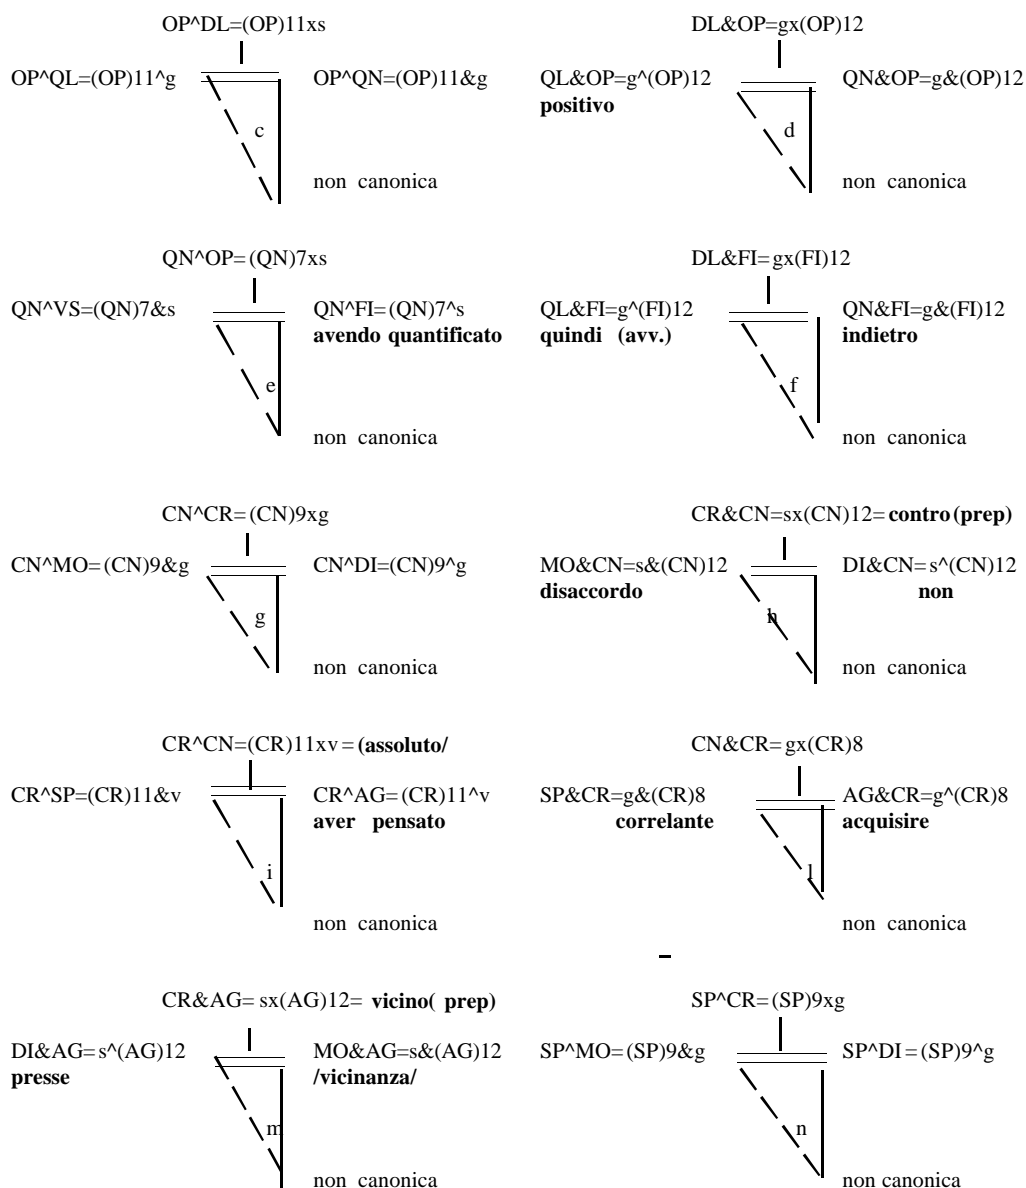 OP^DL=(OP)11xs DL&OP=gx(OP)12
OP^QL=(OP)11^g OP^QN=(OP)11&g QL&OP=g^(OP)12 QN&OP=g&(OP)12
positivo
c d
non canonica non canonica
QN^OP=(QN)7xs DL&FI=gx(FI)12
QN^VS=(QN)7&s QN^FI=(QN)7^s QL&FI=g^(FI)12 QN&FI=g&(FI)12
avendo quantificato quindi (avv.) indietro
e f
non canonica non canonica
CN^CR=(CN)9xg CR&CN=sx(CN)12=contro(prep)
CN^MO=(CN)9&g CN^DI=(CN)9^g MO&CN=s&(CN)12 DI&CN=s^(CN)12
disaccordo non
g h
non canonica non canonica
CR^CN=(CR)11xv=(assoluto/ CN&CR=gx(CR)8
CR^SP=(CR)11&v CR^AG=(CR)11^v SP&CR=g&(CR)8 AG&CR=g^(CR)8
aver pensato correlante acquisire
i l
non canonica non canonica
CR&AG=sx(AG)12= vicino( prep) SP^CR=(SP)9xg
DI&AG=s^(AG)12 MO&AG=s&(AG)12 SP^MO=(SP)9&g SP^DI=(SP)9^g
presse /vicinanza/
m n
non canonica non canonica